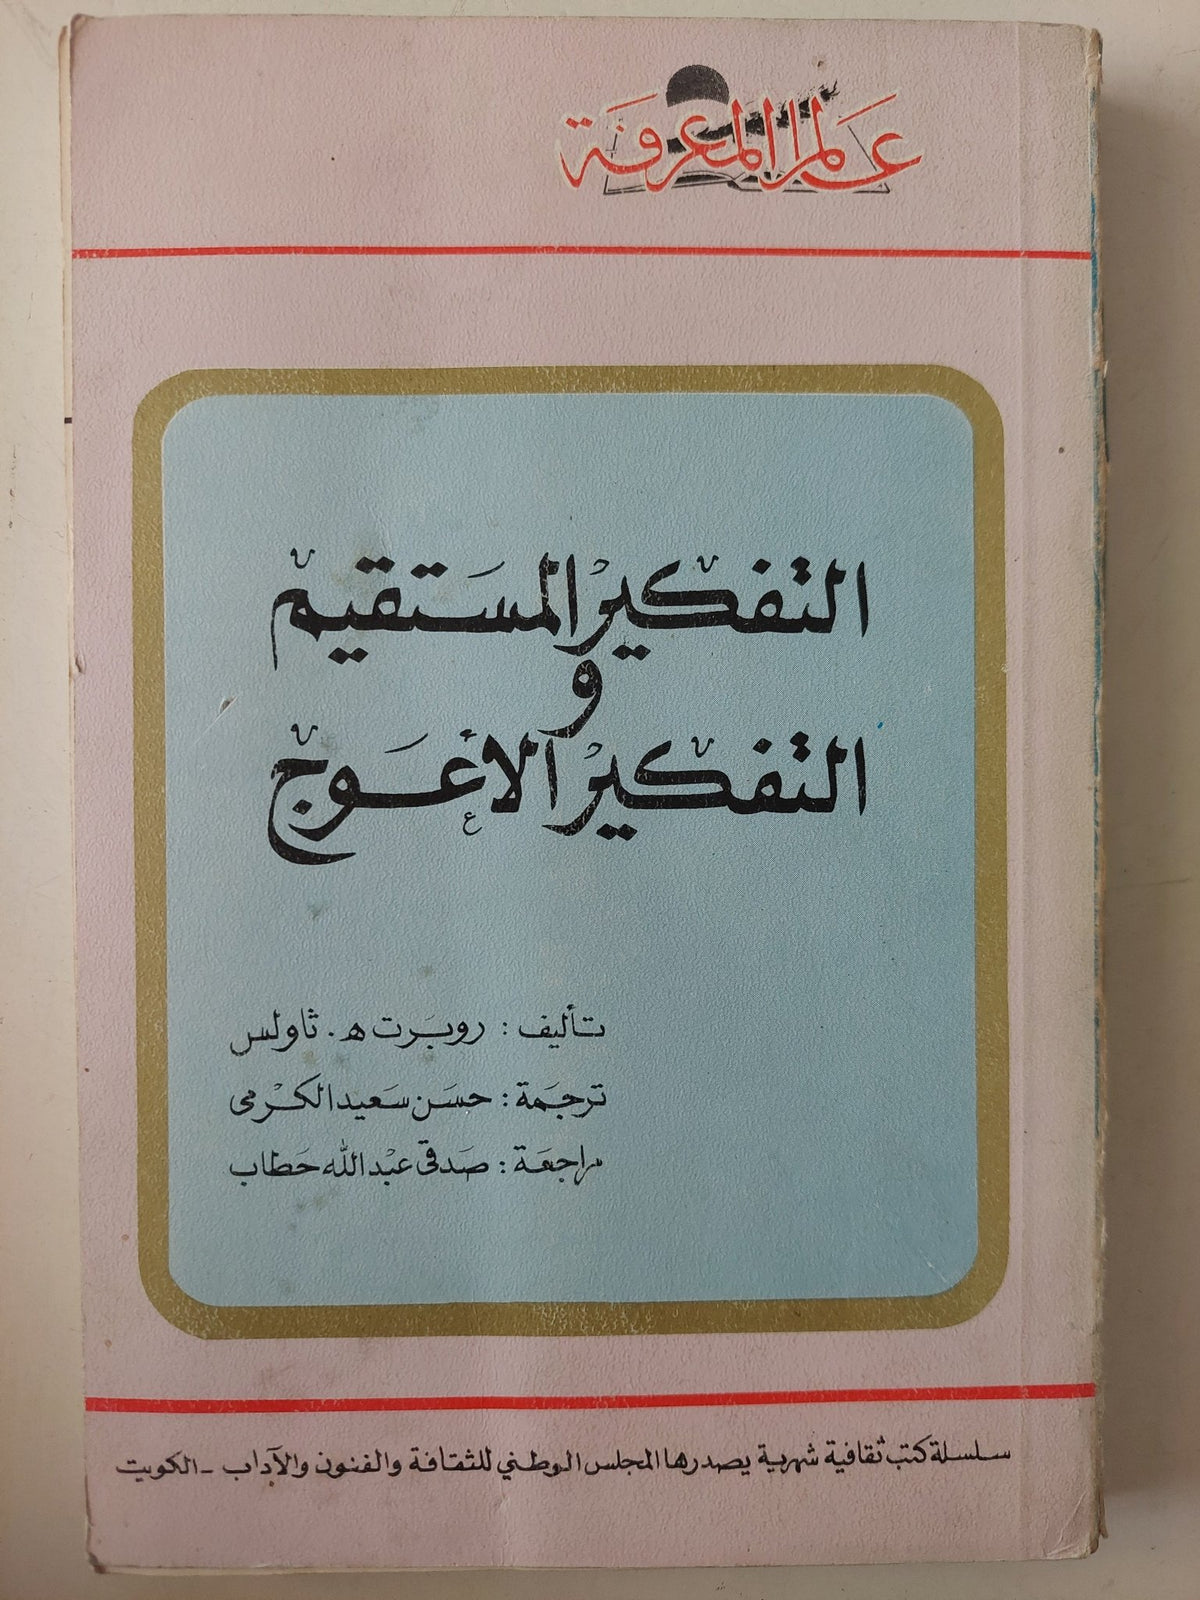 عالم المعرفة
التفكير المستقيم
و
التفكير الأعوج
تأليف : روبرت ه‍. ثاولس
ترجمة : حسن سعيد الكرمي
مراجعة : صدقي عبد الله حطاب
سلسلة كتب ثقافية شهرية يصدرها المجلس الوطني للثقافة والفنون والآداب - الكويت